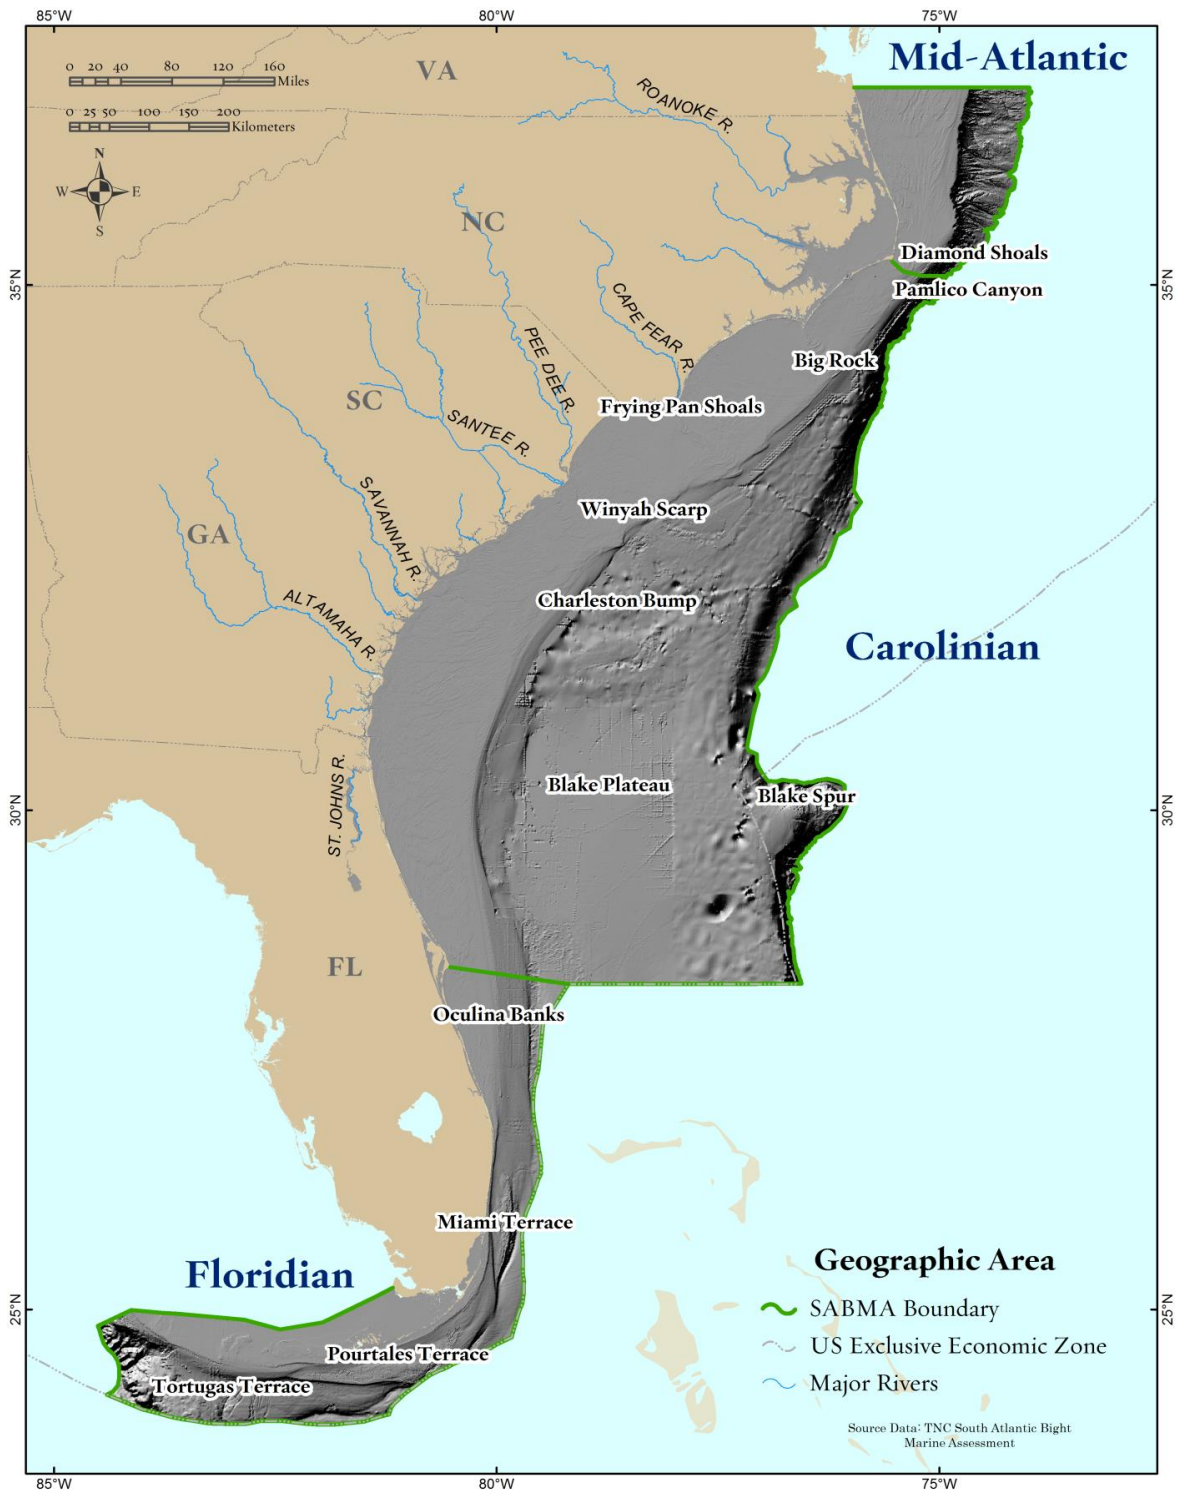 85°W 80°W 75°W
Mid-Atlantic
VA
0 20 40 80 120 160
Miles
0 25 50 100 150 200
Kilometers
ROANOKE R.
N
W E
S
NC
Diamond Shoals
35°N 35°N
Pamlico Canyon
CAPE FEAR R.
PEE DEE R.
Big Rock
SC
Frying Pan Shoals
SANTEE R.
Winyah Scarp
SAVANNAH R.
GA
Charleston Bump
ALTAMAHA R.
Carolinian
Blake Plateau
Blake Spur
ST. JOHNS R.
30°N 30°N
FL
Oculina Banks
Miami Terrace
Floridian
Geographic Area
25°N 25°N
SABMA Boundary
US Exclusive Economic Zone
Pourtales Terrace
Tortugas Terrace
Major Rivers
Source Data: TNC South Atlantic Bight
Marine Assessment
85°W 80°W 75°W